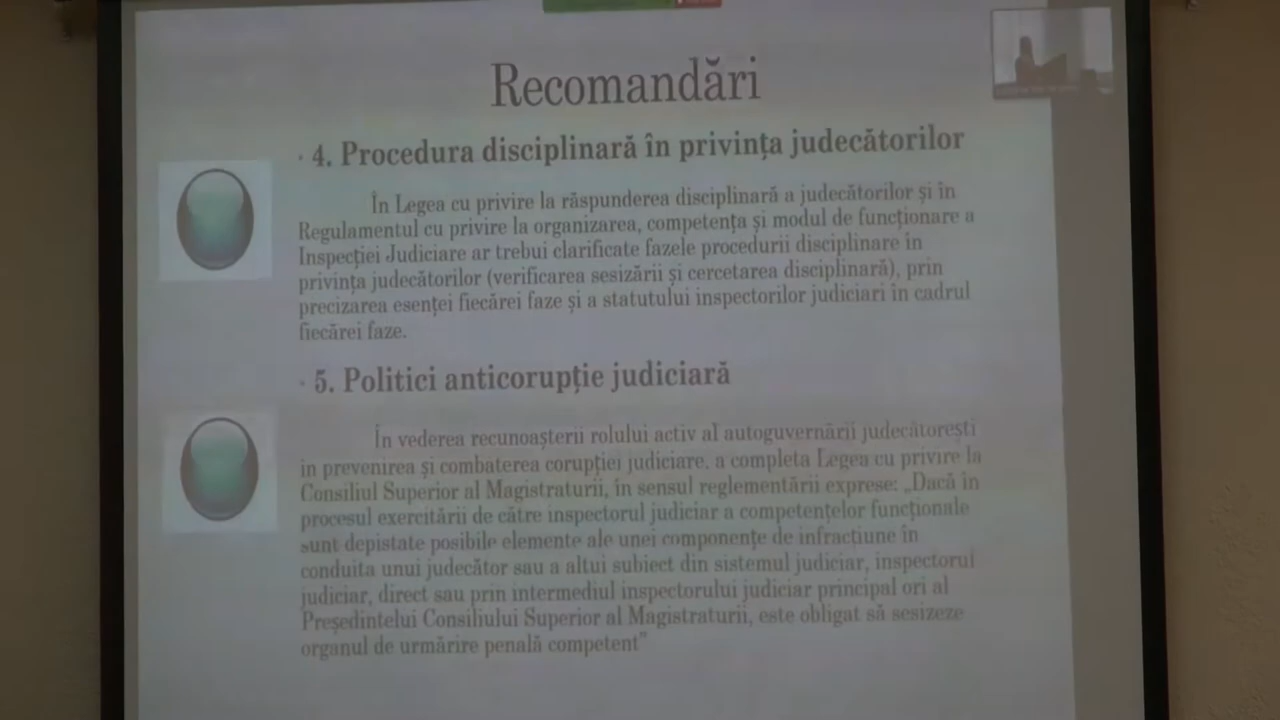 Recomandări
· 4. Procedura disciplinară în privința judecătorilor
În Legea cu privire la răspunderea disciplinară a judecătorilor și în
Regulamentul cu privire la organizarea, competența și modul de funcționare a
Inspecției Judiciare ar trebui clarificate fazele procedurii disciplinare în
privința judecătorilor (verificarea sesizării și cercetarea disciplinară), prin
precizarea esenței fiecărei faze și a statutului inspectorilor judiciari în cadrul
fiecărei faze.
· 5. Politici anticorupție judiciară
În vederea recunoașterii rolului activ al autoguvernării judecătorești
în prevenirea și combaterea corupției judiciare, a completa Legea cu privire la
Consiliul Superior al Magistraturii, în sensul reglementării exprese: „Dacă în
procesul exercitării de către inspectorul judiciar a competențelor funcționale
sunt depistate posibile elemente ale unei componențe de infracțiune în
conduita unui judecător sau a altui subiect din sistemul judiciar, inspectorul
judiciar, direct sau prin intermediul inspectorului judiciar principal ori al
Președintelui Consiliului Superior al Magistraturii, este obligat să sesizeze
organul de urmărire penală competent”